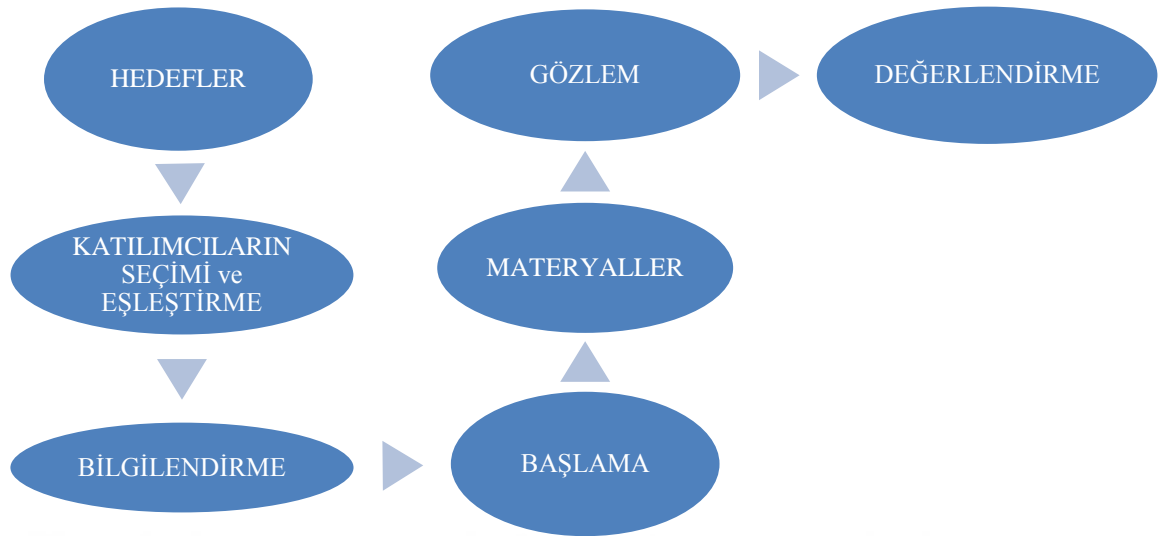 HEDEFLER
KATILIMCILARIN
SEÇİMİ ve
EŞLEŞTİRME
BİLGİLENDİRME
BAŞLAMA
MATERYALLER
GÖZLEM
DEĞERLENDİRME